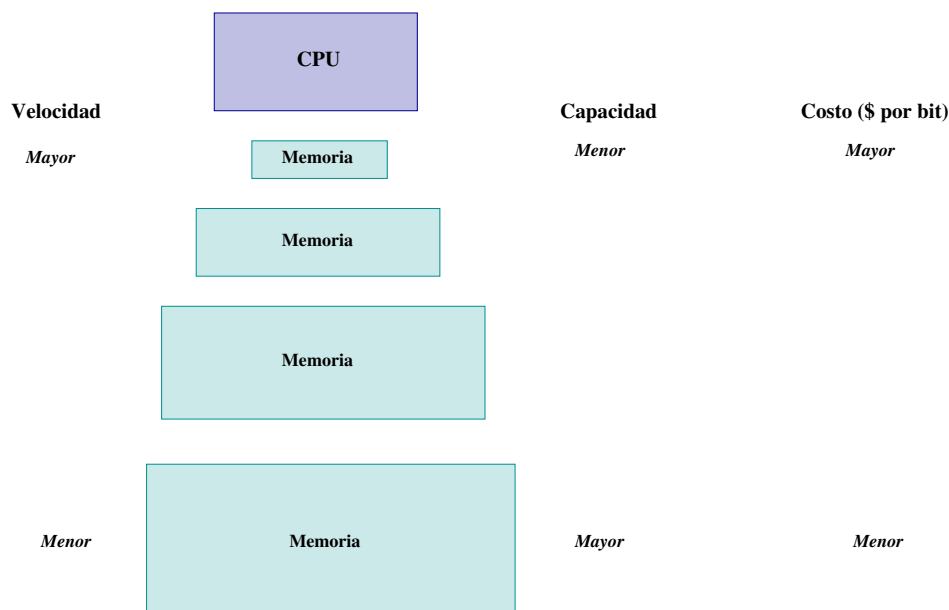 CPU
Velocidad
Capacidad
Costo ($ por bit)
Mayor
Memoria
Menor
Mayor
Memoria
Memoria
Menor
Memoria
Mayor
Menor